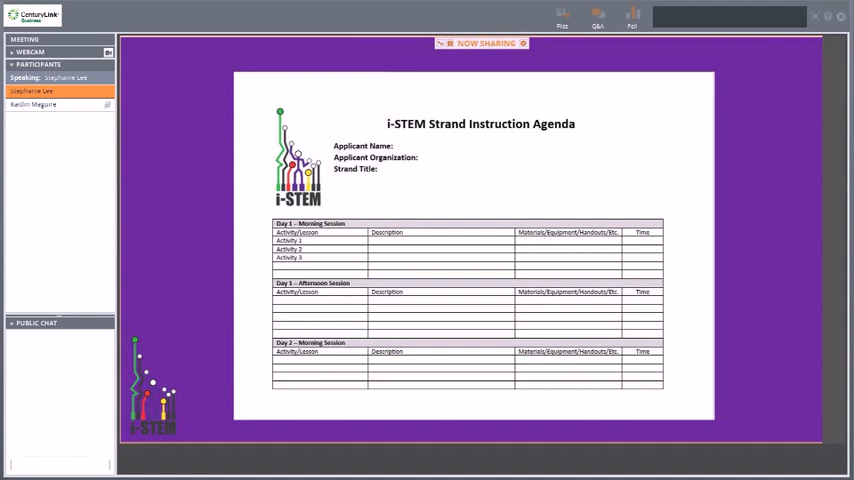 CenturyLink
Business
Files
Q&A
Poll
MEETING
WEBCAM
PARTICIPANTS
Speaking: Stephanie Lee
Stephanie Lee
Kaitlin Maguire
PUBLIC CHAT
NOW SHARING
i-STEM Strand Instruction Agenda
Applicant Name:
Applicant Organization:
Strand Title:
i-STEM
Day 1 – Morning Session
Activity/Lesson Description Materials/Equipment/Handouts/Etc. Time
Activity 1
Activity 2
Activity 3
Day 1 – Afternoon Session
Activity/Lesson Description Materials/Equipment/Handouts/Etc. Time
Day 2 – Morning Session
Activity/Lesson Description Materials/Equipment/Handouts/Etc. Time
i-STEM